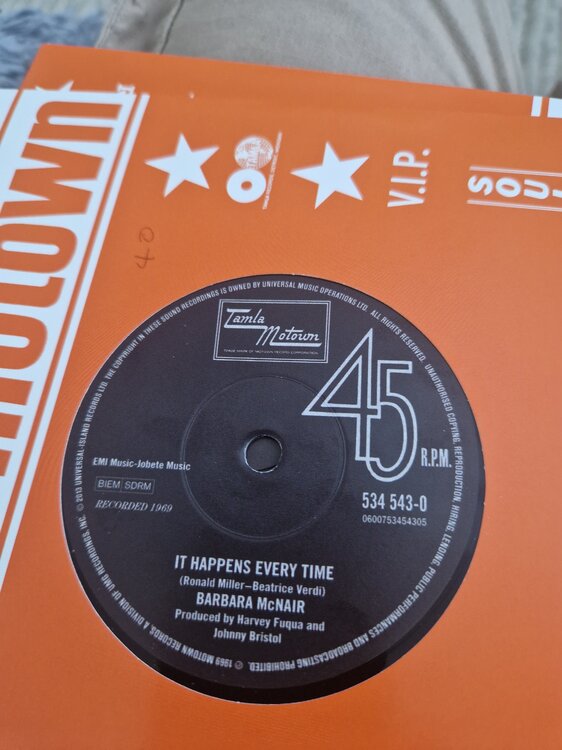 motown
V.I.P.
SOU
40
Tamla
Motown
TRADE MARK OF MOTOWN RECORD CORPORATION
45
R.P.M.
EMI Music-Jobete Music
BIEM SDRM
RECORDED 1969
534 543-0
0600753454305
IT HAPPENS EVERY TIME
(Ronald Miller–Beatrice Verdi)
BARBARA McNAIR
Produced by Harvey Fuqua and
Johnny Bristol
℗ 1969 MOTOWN RECORDS, A DIVISION OF UMG RECORDINGS, INC. © 2013 UNIVERSAL-ISLAND RECORDS LTD. THE COPYRIGHT IN THESE SOUND RECORDINGS IS OWNED BY UNIVERSAL MUSIC OPERATIONS LTD. ALL RIGHTS RESERVED. UNAUTHORISED COPYING, REPRODUCTION, HIRING, LENDING, PUBLIC PERFORMANCES AND BROADCASTING PROHIBITED.